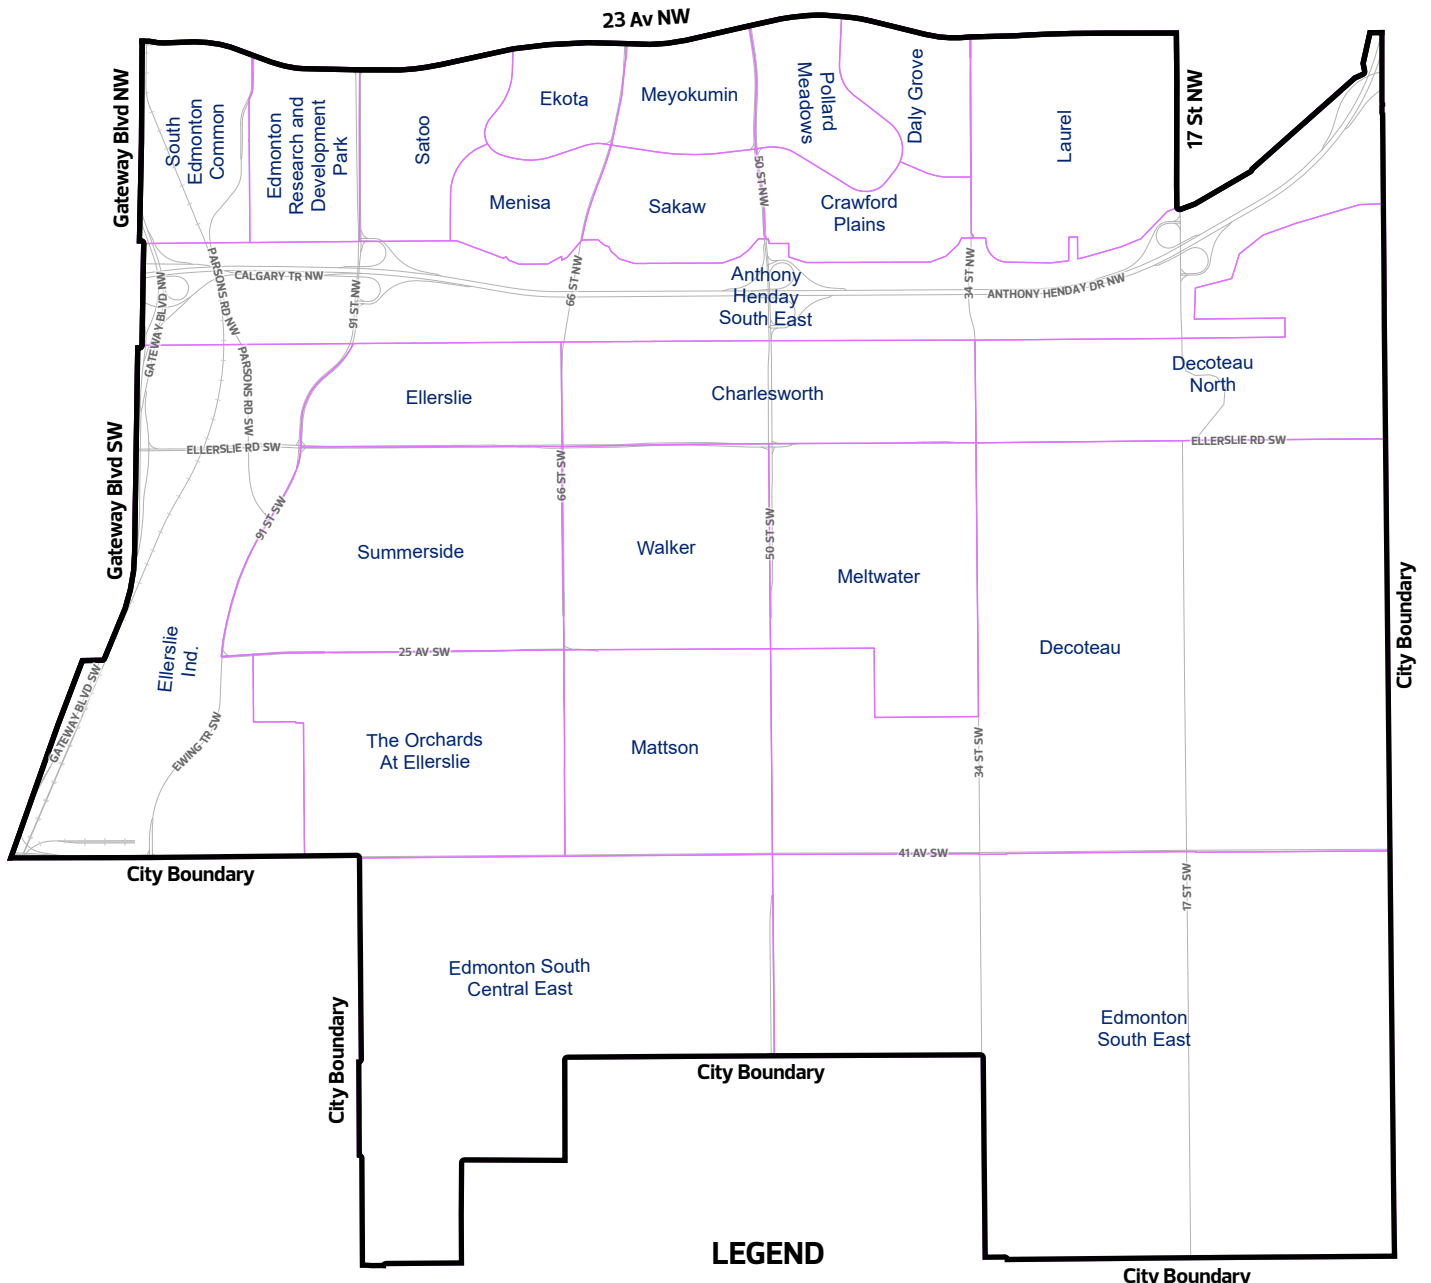 23 Av NW
Gateway Blvd NW
17 St NW
South
Edmonton
Common
Edmonton
Research and
Development
Park
Satoo
Ekota
Meyokumin
Pollard
Meadows
Daly Grove
Laurel
Menisa
Sakaw
50 ST NW
Crawford
Plains
PARSONS RD NW
CALGARY TR NW
GATEWAY BLVD NW
91 ST NW
66 ST NW
Anthony
Henday
South East
34 ST NW
ANTHONY HENDAY DR NW
PARSONS RD SW
Ellerslie
Charlesworth
Decoteau
North
Gateway Blvd SW
ELLERSLIE RD SW
ELLERSLIE RD SW
66 ST SW
91 ST SW
50 ST SW
Summerside
Walker
Meltwater
City Boundary
Ellerslie
Ind.
25 AV SW
Decoteau
GATEWAY BLVD SW
EWING TR SW
The Orchards
At Ellerslie
Mattson
34 ST SW
41 AV SW
City Boundary
17 ST SW
Edmonton South
Central East
Edmonton
South East
City Boundary
City Boundary
LEGEND
City Boundary